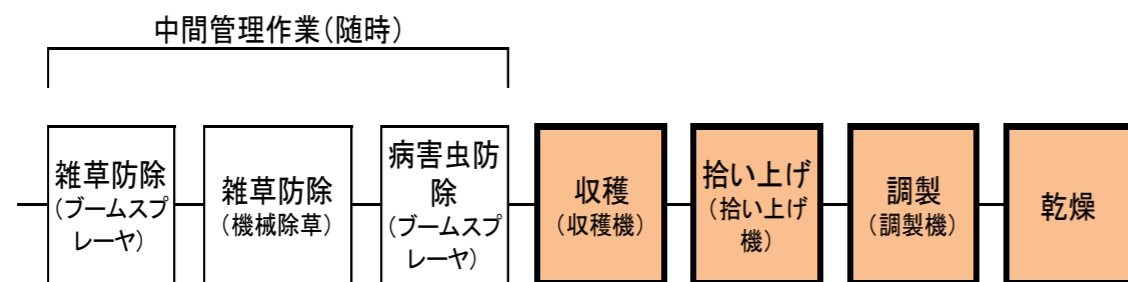 中間管理作業(随時)
雑草防除
(ブームスプ
レーヤ)
雑草防除
(機械除草)
病害虫防
除
(ブームスプ
レーヤ)
収穫
(収穫機)
拾い上げ
(拾い上げ
機)
調製
(調製機)
乾燥